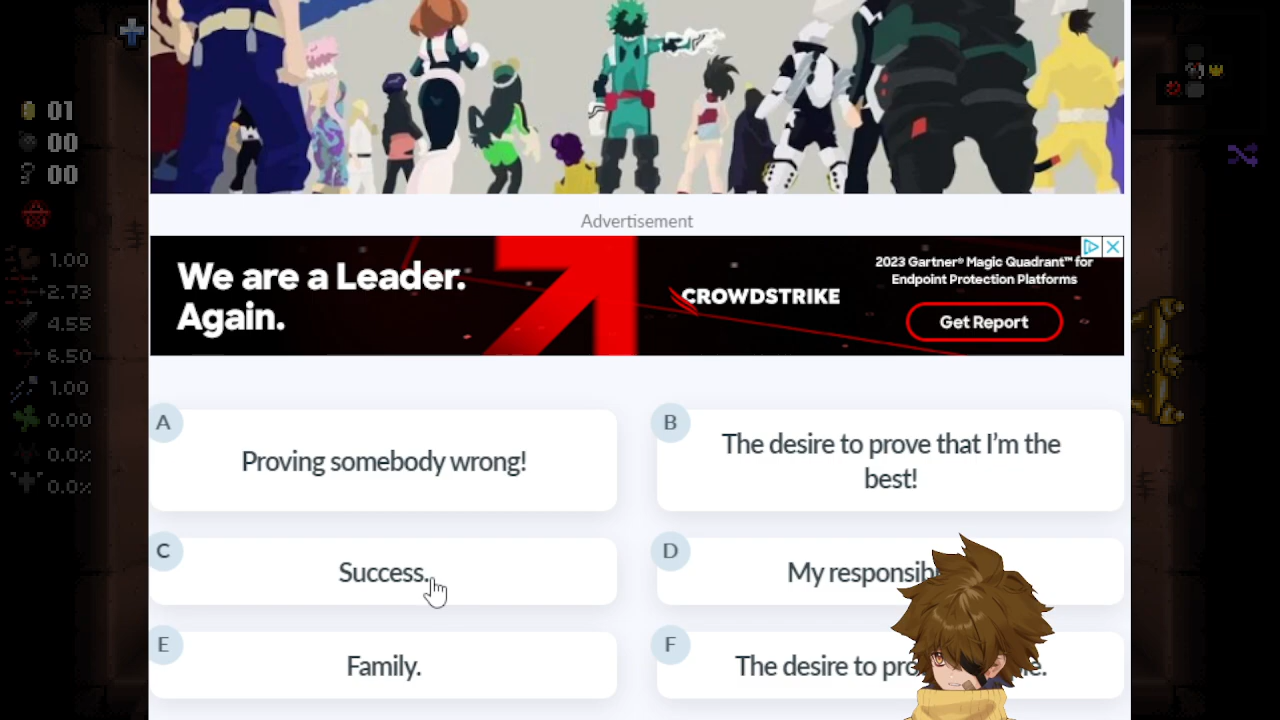 01
00
00
1.00
2.73
4.55
6.50
1.00
0.00
0.0%
0.0%
Advertisement
We are a Leader.
Again.
CROWDSTRIKE
2023 Gartner® Magic Quadrant™ for
Endpoint Protection Platforms
Get Report
A
Proving somebody wrong!
B
The desire to prove that I'm the
best!
C
Success.
D
My
E
Family.
F
The desire to